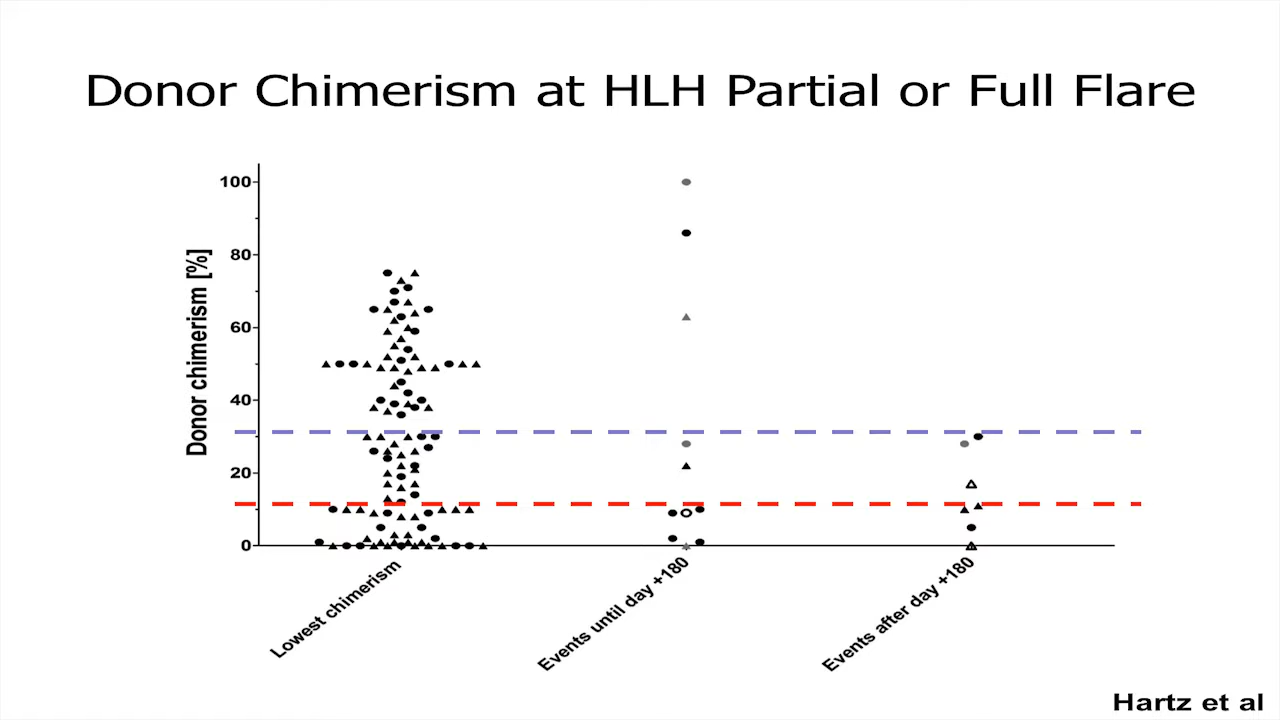 Donor Chimerism at HLH Partial or Full Flare
Donor chimerism [%]
100
80
60
40
20
0
Lowest chimerism
Events until day +180
Events after day +180
Hartz et al